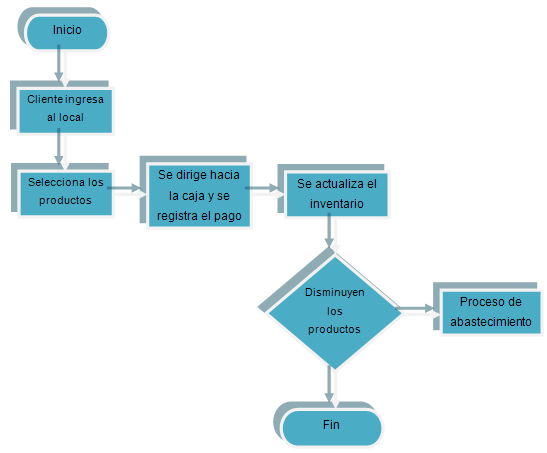 Inicio
Cliente ingresa
al local
Selecciona los
productos
Se dirige hacia
la caja y se
registra el pago
Se actualiza el
inventario
Disminuyen
los
productos
Proceso de
abastecimiento
Fin